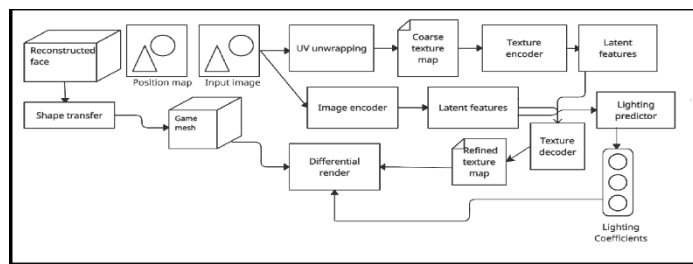 Reconstructed
face
Position map
Input image
UV unwrapping
Coarse
texture
map
Texture
encoder
Latent
features
Shape transfer
Game
mesh
Image encoder
Latent features
Lighting
predictor
Differential
render
Refined
texture
map
Texture
decoder
Lighting
Coefficients